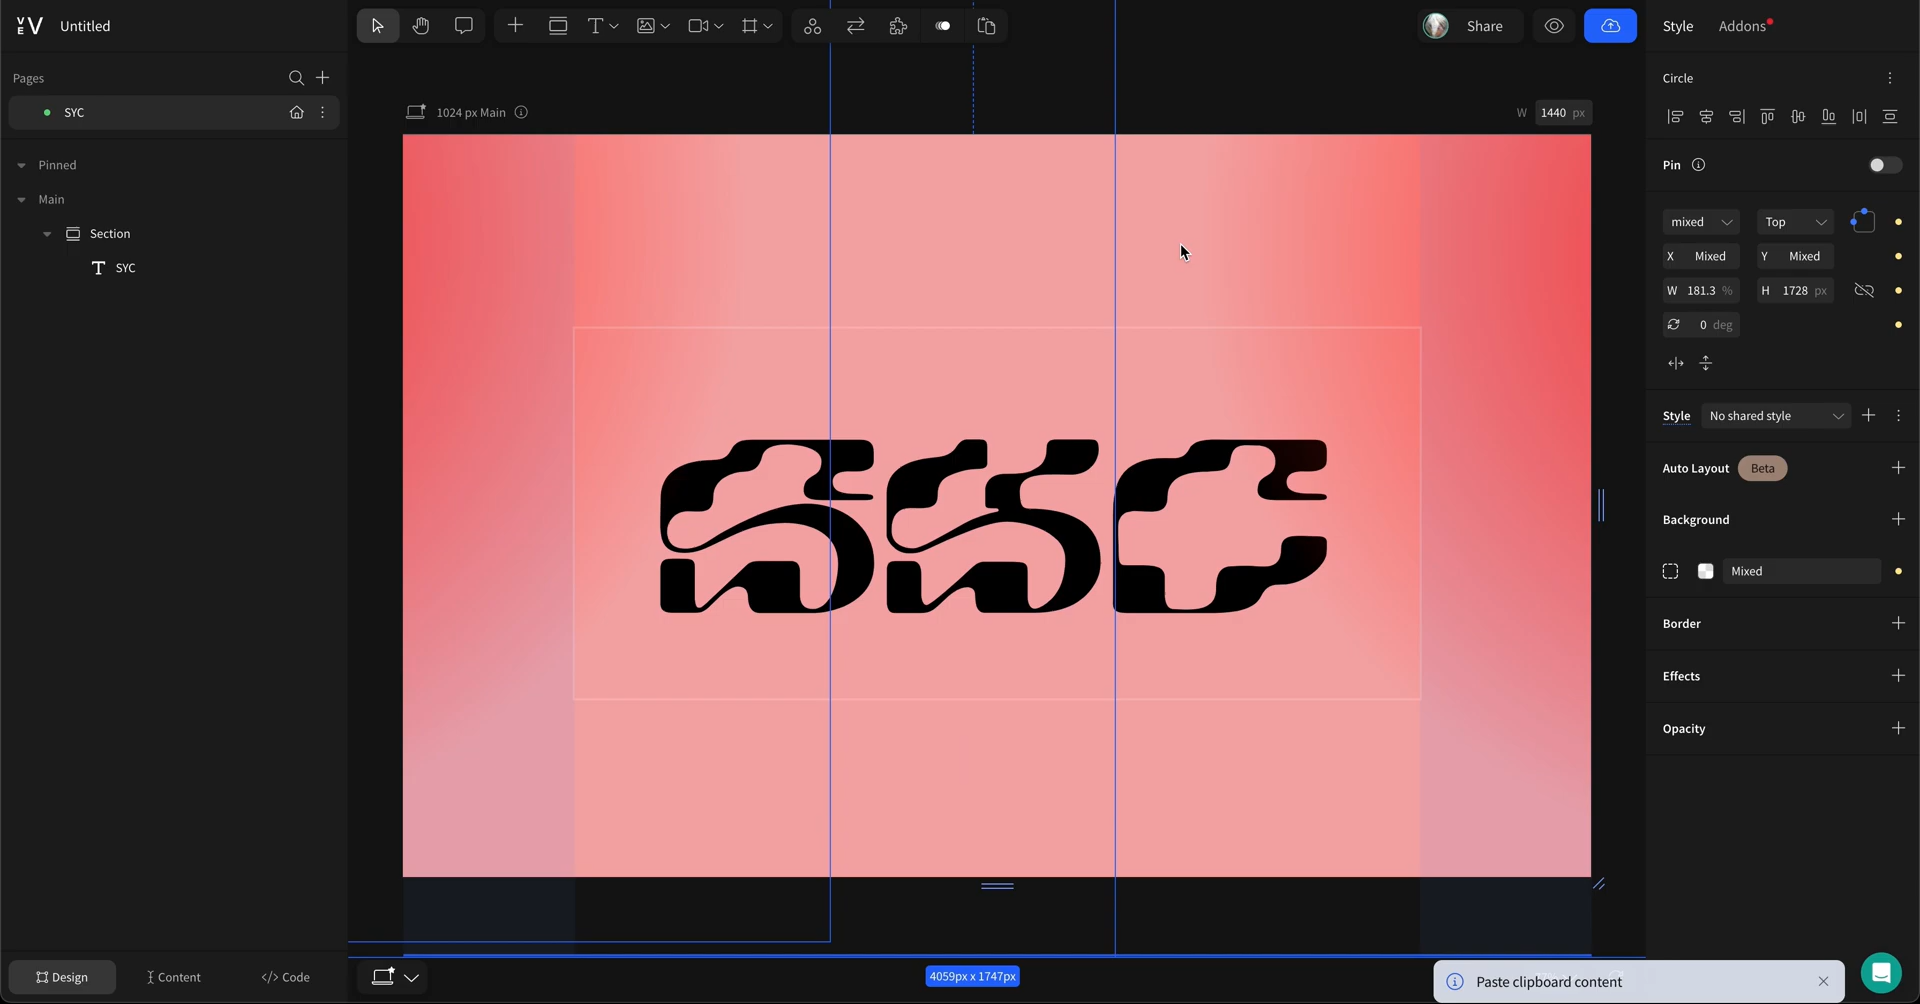 Untitled
Share
Style
Addons
Pages
SYC
Pinned
Main
Section
SYC
1024 px Main
W 1440 px
SYC
Circle
Pin
mixed
Top
X Mixed
Y Mixed
W 181.3 %
H 1728 px
0 deg
Style
No shared style
Auto Layout
Beta
Background
Mixed
Border
Effects
Opacity
Design
Content
</> Code
4059px x 1747px
Paste clipboard content